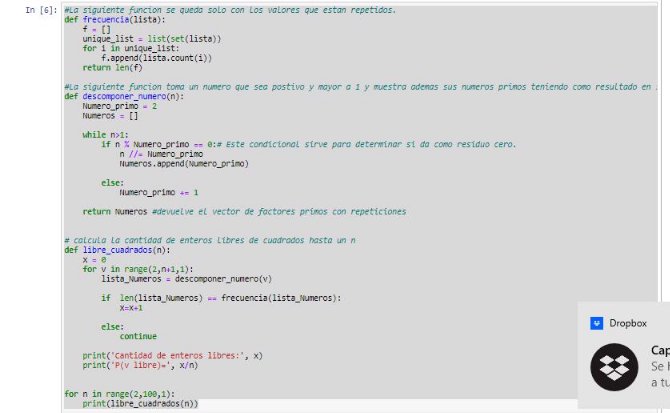 In [6]: #La siguiente funcion se queda solo con los valores que estan repetidos.
def frecuencia(lista):
    f = []
    unique_list = list(set(lista))
    for i in unique_list:
        f.append(lista.count(i))
    return len(f)
#La siguiente funcion toma un numero que sea postivo y mayor a 1 y muestra ademas sus numeros primos teniendo como resultado en
def descomponer_numero(n):
    Numero_primo = 2
    Numeros = []
    while n>1:
        if n % Numero_primo == 0:# Este condicional sirve para determinar si da como residuo cero.
            n //= Numero_primo
            Numeros.append(Numero_primo)
        else:
            Numero_primo += 1
    return Numeros #devuelve el vector de factores primos con repeticiones
# calcula la cantidad de enteros libres de cuadrados hasta un n
def libre_cuadrados(n):
    x = 0
    for v in range(2,n+1,1):
        lista_Numeros = descomponer_numero(v)
        if  len(lista_Numeros) == frecuencia(lista_Numeros):
            x=x+1
        else:
            continue
    print('Cantidad de enteros libres:', x)
    print('P(v libre)=', x/n)
for n in range(2,100,1):
    print(libre_cuadrados(n))
Dropbox
Cap
Se
a tu